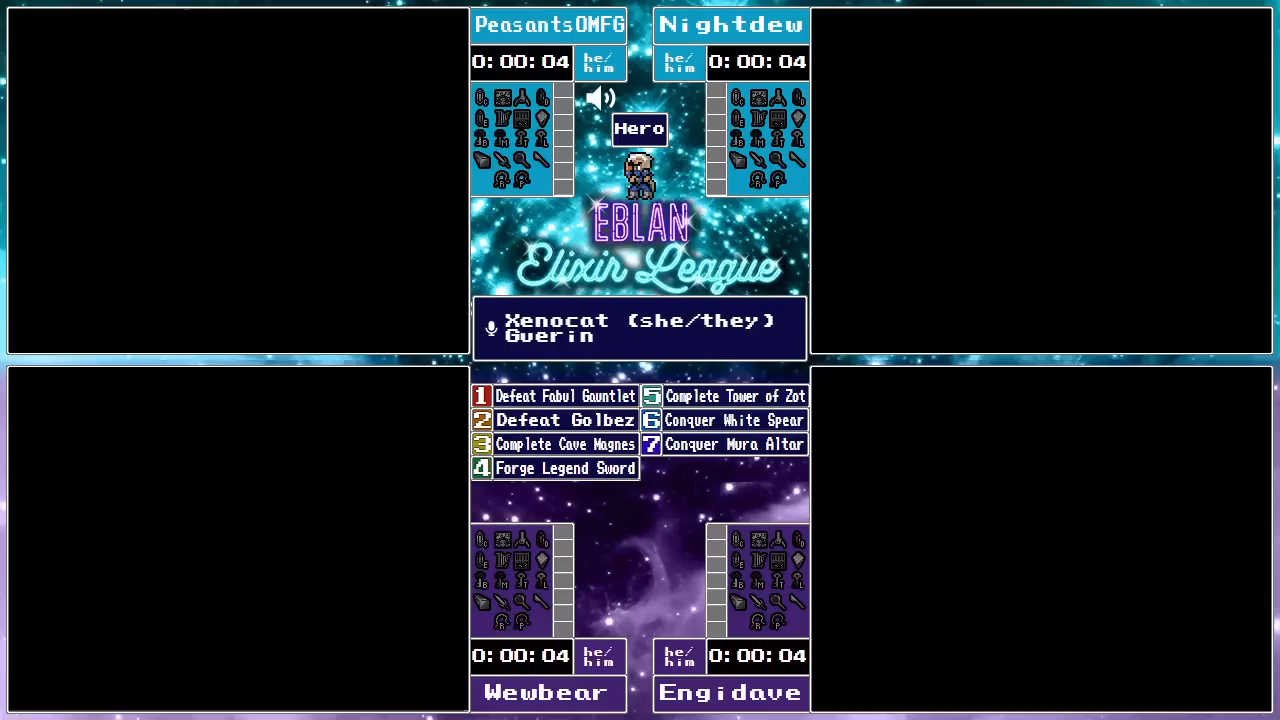 PeasantsOMFG
Nightdew
0:00:04
he/
him
he/
him
0:00:04
Hero
EBLAN
Elixir League
Xenocat (she/they)
Guerin
1 Defeat Fabul Gauntlet
5 Complete Tower of Zot
2 Defeat Golbez
6 Conquer White Spear
3 Complete Cave Magnes
7 Conquer Mura Altar
4 Forge Legend Sword
0:00:04
he/
him
he/
him
0:00:04
Wewbear
Engidave